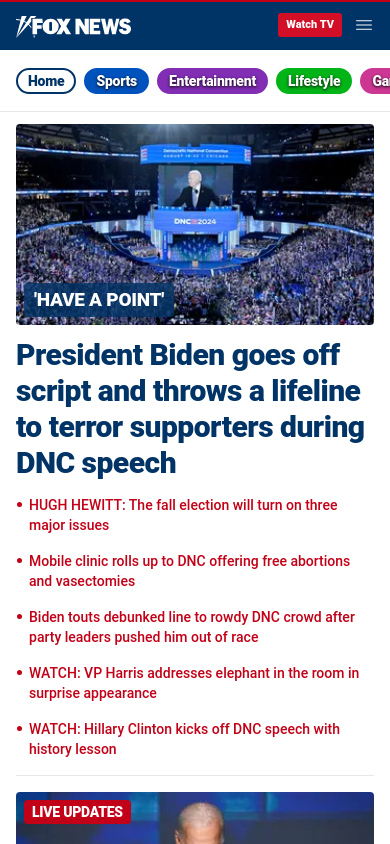 FOX NEWS
Watch TV
Home
Sports
Entertainment
Lifestyle
Democratic National Convention
AUGUST 19-22 / CHICAGO
DNC 2024
'HAVE A POINT'
President Biden goes off
script and throws a lifeline
to terror supporters during
DNC speech
• HUGH HEWITT: The fall election will turn on three
major issues
• Mobile clinic rolls up to DNC offering free abortions
and vasectomies
• Biden touts debunked line to rowdy DNC crowd after
party leaders pushed him out of race
• WATCH: VP Harris addresses elephant in the room in
surprise appearance
• WATCH: Hillary Clinton kicks off DNC speech with
history lesson
LIVE UPDATES